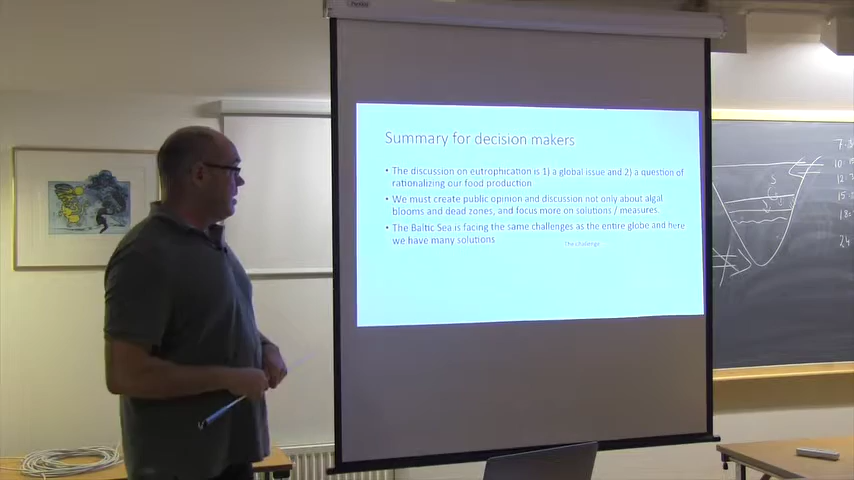 Summary for decision makers
• The discussion on eutrophication is 1) a global issue and 2) a question of
rationalizing our food production
• We must create public opinion and discussion not only about algal
blooms and dead zones, and focus more on solutions / measures.
• The Baltic Sea is facing the same challenges as the entire globe and here
we have many solutions
The challenge
24